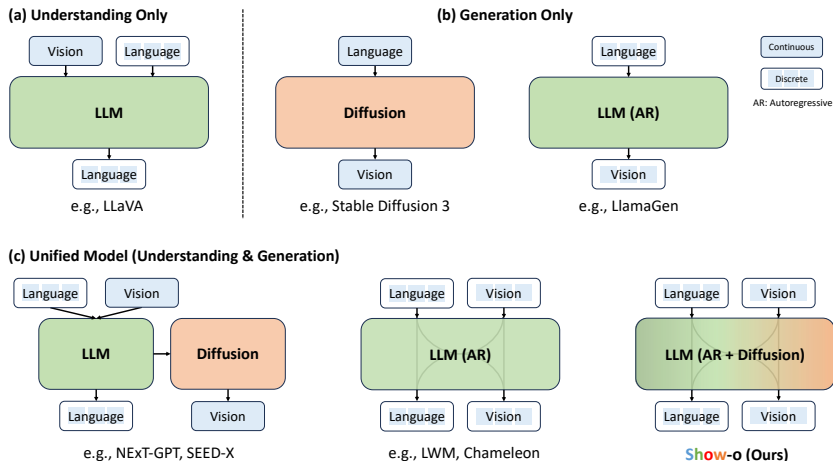 (a) Understanding Only
(b) Generation Only
Vision
Language
LLM
Language
e.g., LLaVA
Language
Diffusion
Vision
e.g., Stable Diffusion 3
Language
LLM (AR)
Vision
e.g., LlamaGen
Continuous
Discrete
AR: Autoregressive
(c) Unified Model (Understanding & Generation)
Language
Vision
LLM
Diffusion
Language
Vision
e.g., NExT-GPT, SEED-X
Language
Vision
LLM (AR)
Language
Vision
e.g., LWM, Chameleon
Language
Vision
LLM (AR + Diffusion)
Language
Vision
Show-o (Ours)